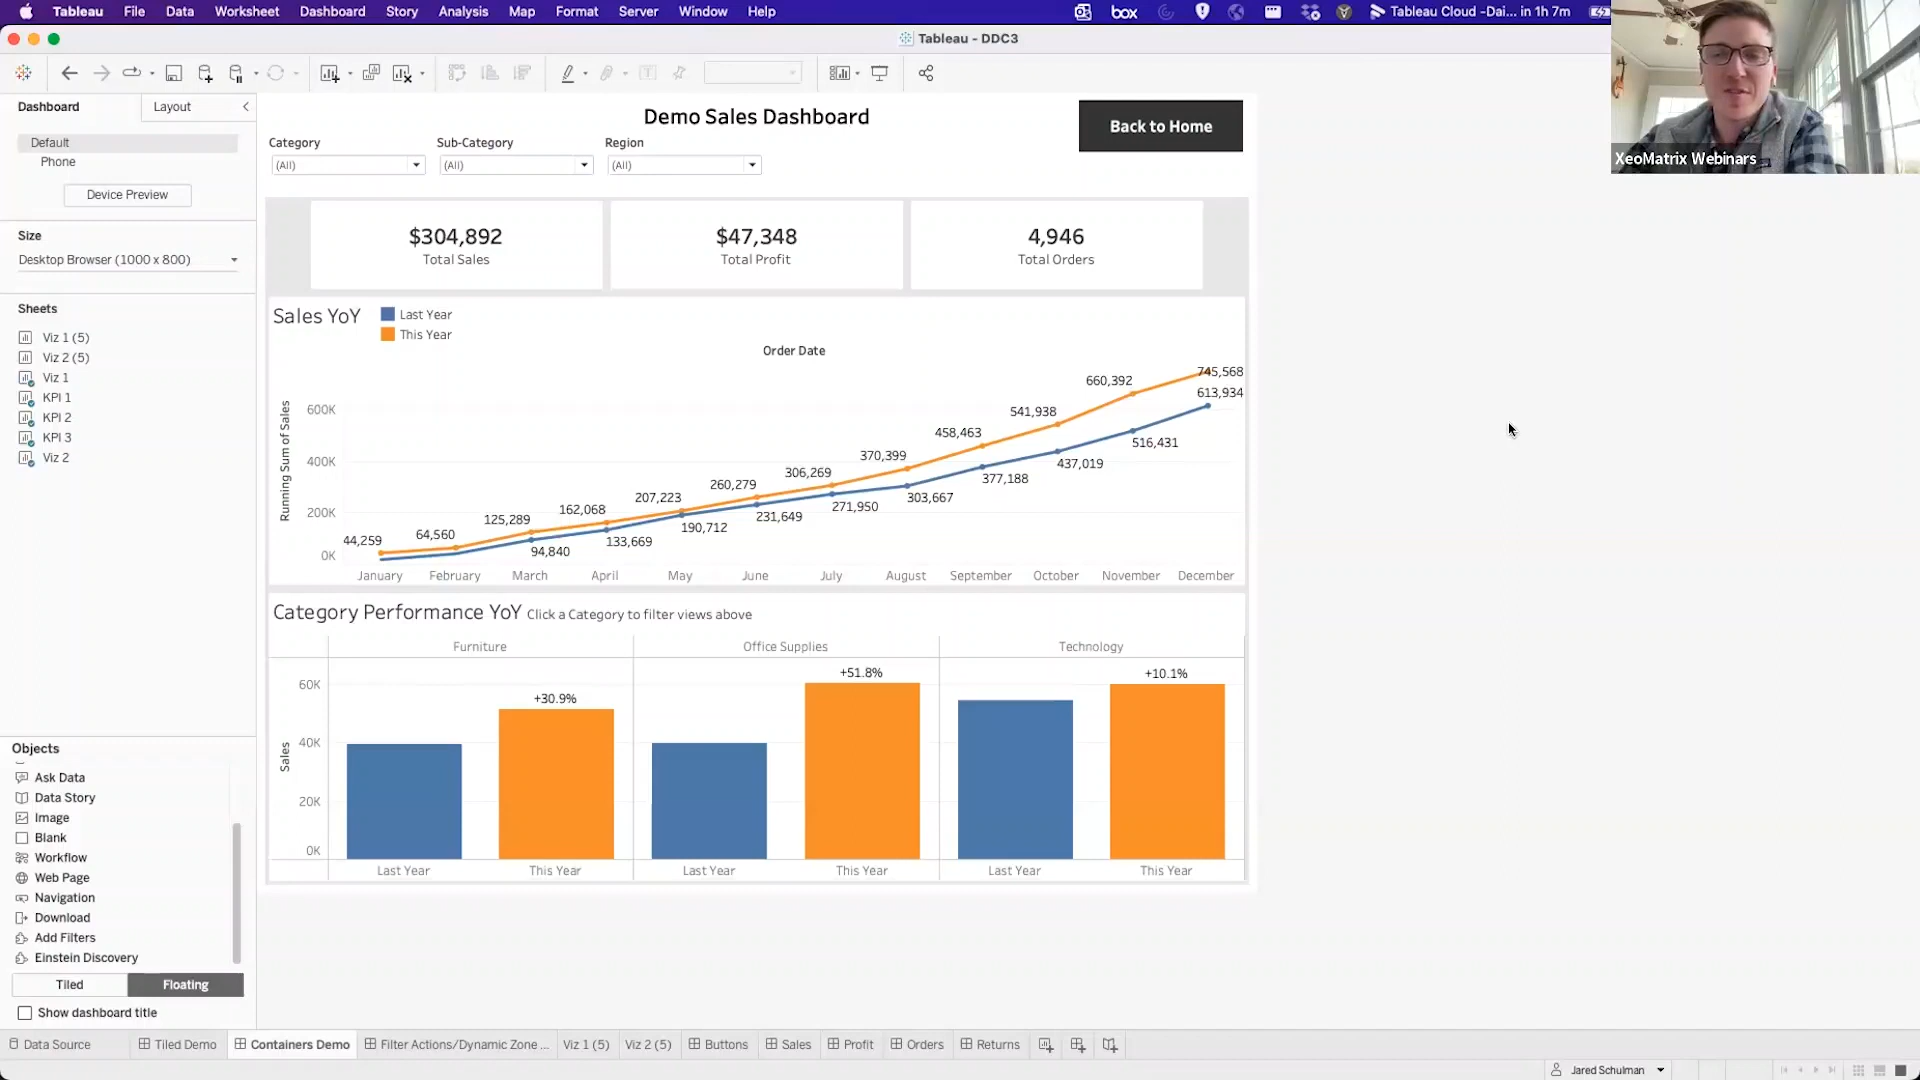 Tableau File Data Worksheet Dashboard Story Analysis Map Format Server Window Help
box
Tableau Cloud -Dai... in 1h 7m
Tableau - DDC3
XeoMatrix Webinars
Dashboard Layout
Default
Phone
Device Preview
Size
Desktop Browser (1000 x 800)
Sheets
Viz 1 (5)
Viz 2 (5)
Viz 1
KPI 1
KPI 2
KPI 3
Viz 2
Objects
Ask Data
Data Story
Image
Blank
Workflow
Web Page
Navigation
Download
Add Filters
Einstein Discovery
Tiled Floating
Show dashboard title
Demo Sales Dashboard
Back to Home
Category Sub-Category Region
(All) (All) (All)
$304,892 $47,348 4,946
Total Sales Total Profit Total Orders
Sales YoY
Last Year
This Year
Order Date
Running Sum of Sales
600K
400K
200K
0K
44,259 64,560 125,289 162,068 207,223 260,279 306,269 370,399 458,463 541,938 660,392 745,568
94,840 133,669 190,712 231,649 271,950 303,667 377,188 437,019 516,431 613,934
January February March April May June July August September October November December
Category Performance YoY Click a Category to filter views above
Furniture Office Supplies Technology
Sales
60K
40K
20K
0K
+30.9% +51.8% +10.1%
Last Year This Year Last Year This Year Last Year This Year
Data Source Tiled Demo Containers Demo Filter Actions/Dynamic Zone ... Viz 1 (5) Viz 2 (5) Buttons Sales Profit Orders Returns
Jared Schulman